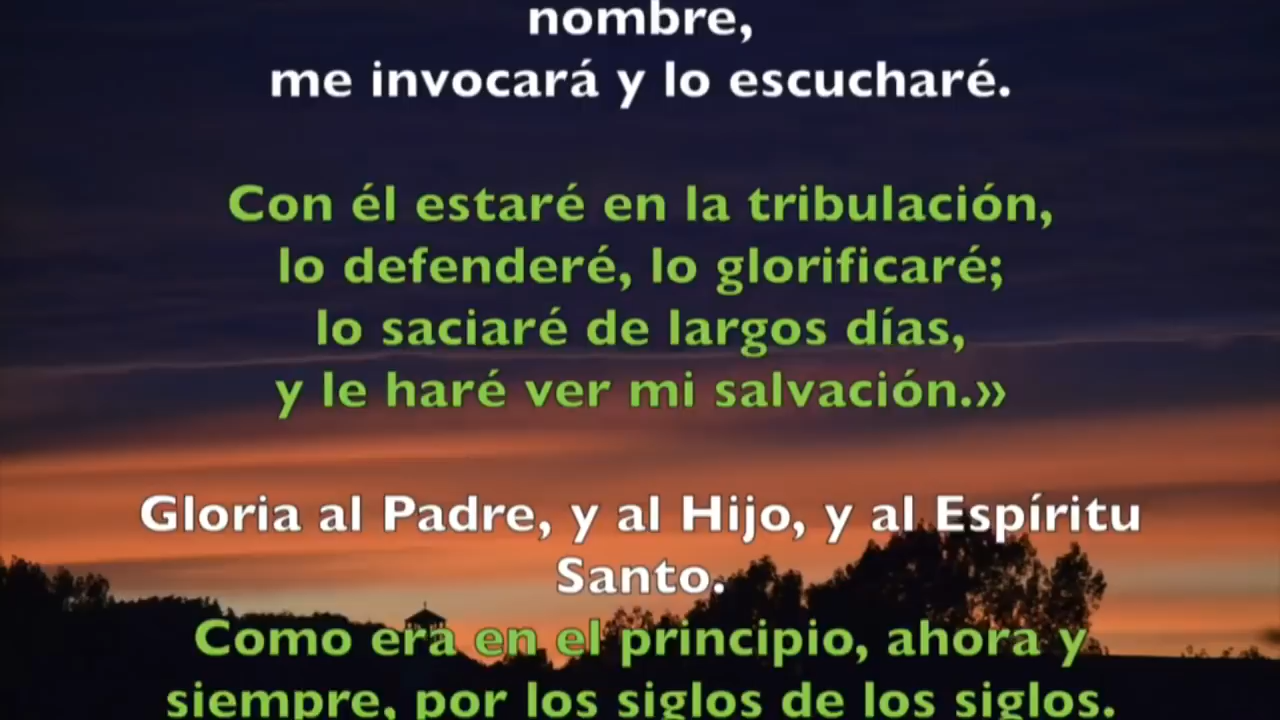 nombre,
me invocará y lo escucharé.
Con él estaré en la tribulación,
lo defenderé, lo glorificaré;
lo saciaré de largos días,
y le haré ver mi salvación.»
Gloria al Padre, y al Hijo, y al Espíritu
Santo.
Como era en el principio, ahora y
siempre, por los siglos de los siglos.